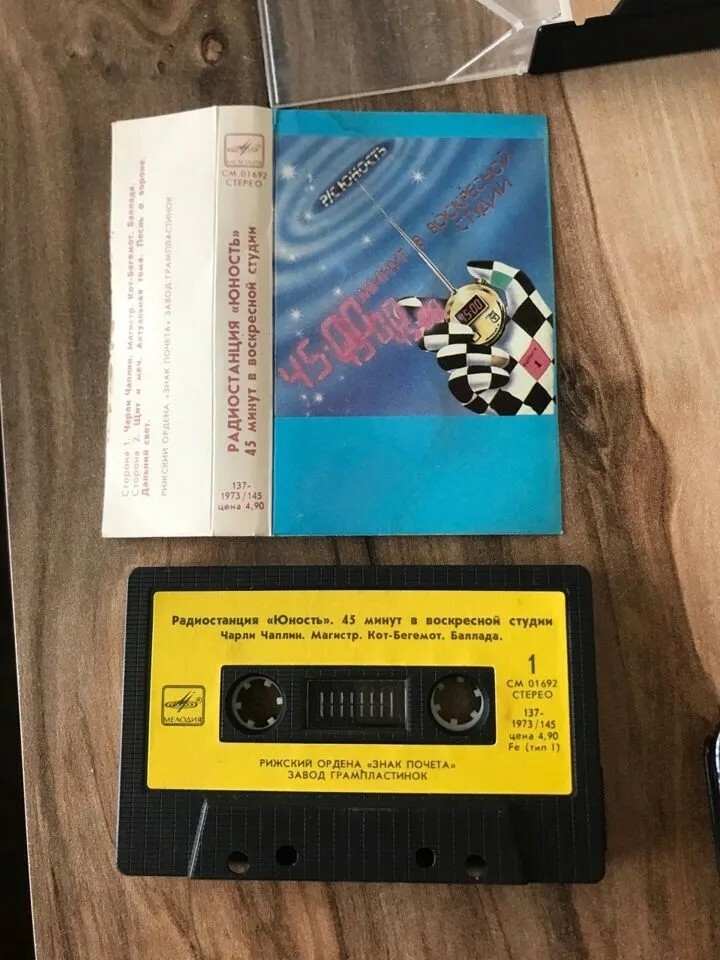 Сторона 1. Чарли Чаплин. Магистр. Кот-Бегемот. Баллада.
Сторона 2. Щит и меч. Актуальная тема. Песнь о вороне.
Дальний свет.
РИЖСКИЙ ОРДЕНА «ЗНАК ПОЧЕТА» ЗАВОД ГРАМПЛАСТИНОК
МЕЛОДИЯ
СМ 01692
СТЕРЕО
РАДИОСТАНЦИЯ «ЮНОСТЬ»
45 МИНУТ В ВОСКРЕСНОЙ СТУДИИ
137-
1973/145
цена 4,90
Р/С ЮНОСТЬ
45:00 МИНУТ В ВОСКРЕСНОЙ
СТУДИИ
45:00
1
Радиостанция «Юность». 45 минут в воскресной студии
Чарли Чаплин. Магистр. Кот-Бегемот. Баллада.
1
СМ 01692
СТЕРЕО
137-
1973/145
цена 4,90
Fe (тип I)
МЕЛОДИЯ
РИЖСКИЙ ОРДЕНА «ЗНАК ПОЧЕТА»
ЗАВОД ГРАМПЛАСТИНОК